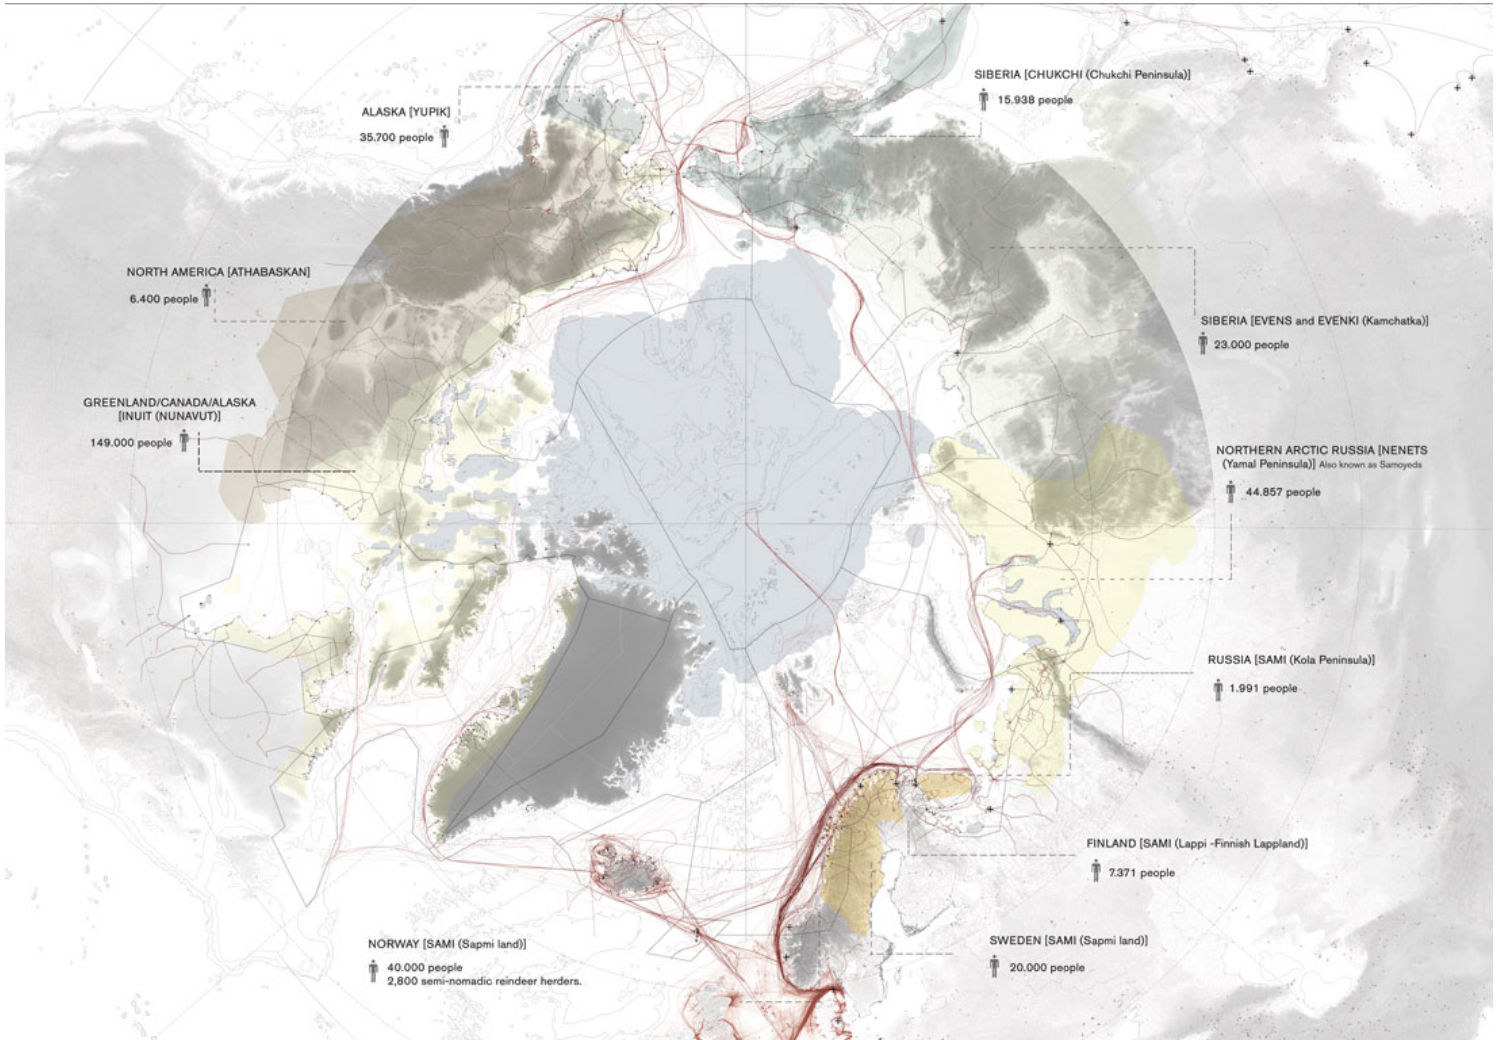 SIBERIA [CHUKCHI (Chukchi Peninsula)]
15.938 people
ALASKA [YUPIK]
35.700 people
NORTH AMERICA [ATHABASKAN]
6.400 people
SIBERIA [EVENS and EVENKI (Kamchatka)]
23.000 people
GREENLAND/CANADA/ALASKA
[INUIT (NUNAVUT)]
149.000 people
NORTHERN ARCTIC RUSSIA [NENETS
(Yamal Peninsula)] Also known as Samoyeds
44.857 people
RUSSIA [SAMI (Kola Peninsula)]
1.991 people
FINLAND [SAMI (Lappi -Finnish Lappland)]
7.371 people
NORWAY [SAMI (Sapmi land)]
40.000 people
2,800 semi-nomadic reindeer herders.
SWEDEN [SAMI (Sapmi land)]
20.000 people